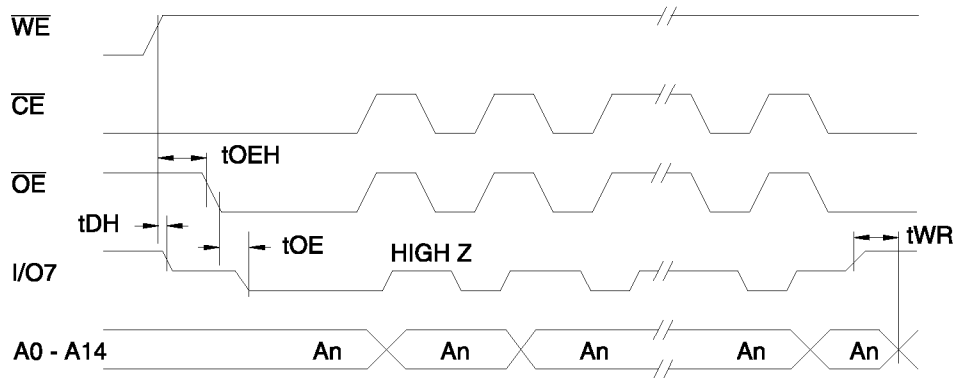 WE
CE
tOEH
OE
tDH
tOE
HIGH Z
tWR
I/O7
A0 - A14 An An An An An